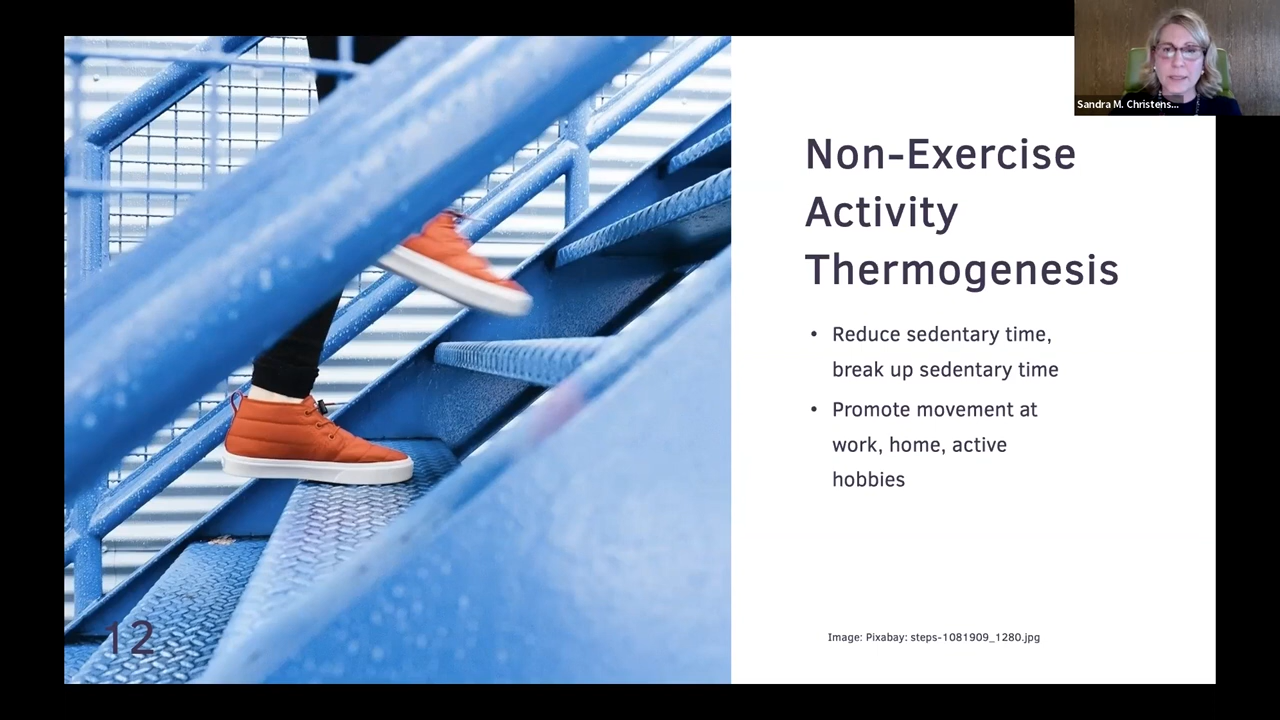 Sandra M. Christens...
Non-Exercise
Activity
Thermogenesis
• Reduce sedentary time,
break up sedentary time
• Promote movement at
work, home, active
hobbies
Image: Pixabay: steps-1081909_1280.jpg
12